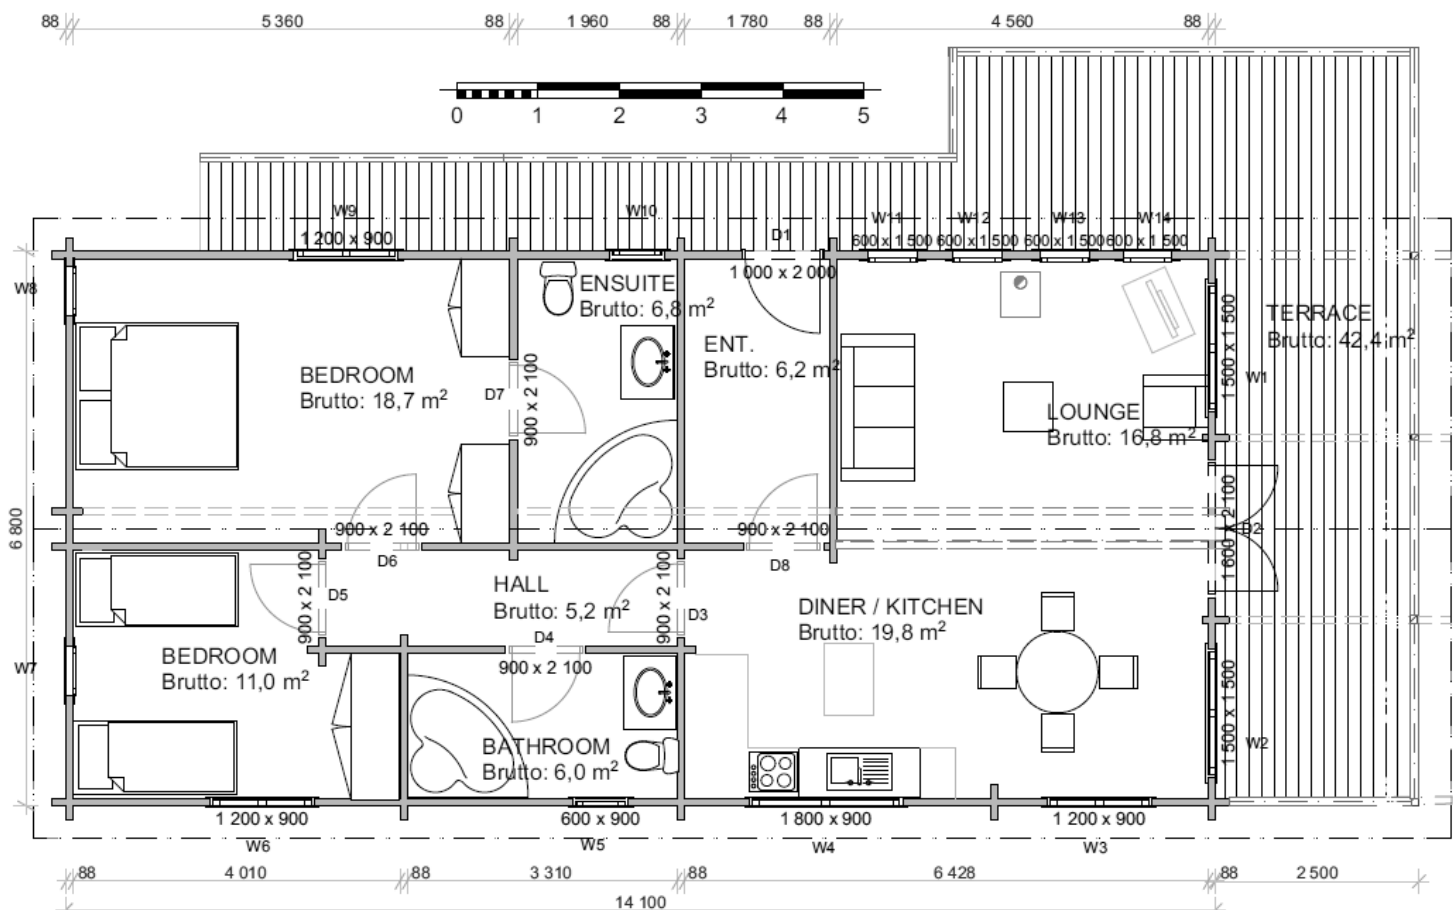 88 5 360 88 1 960 88 1 780 88 4 560 88
0 1 2 3 4 5
W9 W10 W11 W12 W13 W14
D1
1 200 x 900 600 x 1 500 600 x 1 500 600 x 1 500 600 x 1 500
1 000 x 2 000
W8
ENSUITE
Brutto: 6,8 m²
TERRACE
Brutto: 42,4 m²
1 500 x 1 500
W1
ENT.
Brutto: 6,2 m²
BEDROOM
Brutto: 18,7 m²
D7
900 x 2 100
LOUNGE
Brutto: 16,8 m²
6 800
900 x 2 100
D6
900 x 2 100
D8
1 600 x 2 100
D2
900 x 2 100
D5
HALL
Brutto: 5,2 m²
900 x 2 100
D3
DINER / KITCHEN
Brutto: 19,8 m²
D4
900 x 2 100
W7
BEDROOM
Brutto: 11,0 m²
BATHROOM
Brutto: 6,0 m²
1 500 x 1 500
W2
1 200 x 900 600 x 900 1 800 x 900 1 200 x 900
W6 W5 W4 W3
88 4 010 88 3 310 88 6 428 88 2 500
14 100